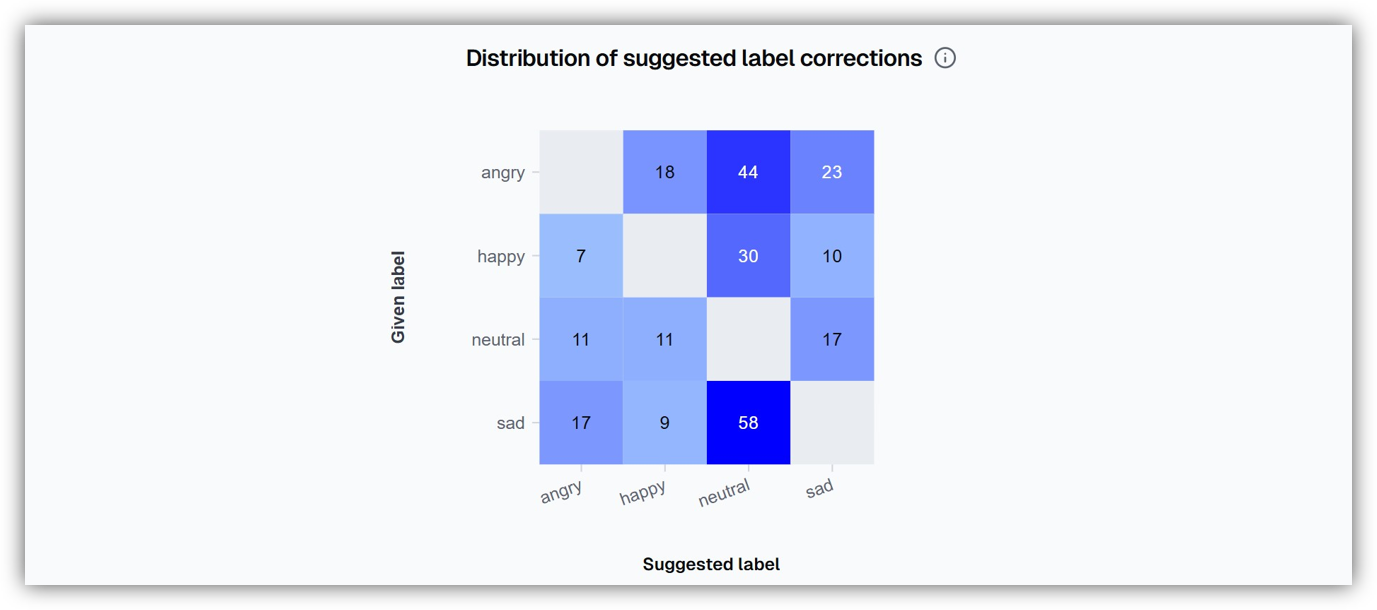 Distribution of suggested label corrections
angry 18 44 23
happy 7 30 10
Given label
neutral 11 11 17
sad 17 9 58
angry happy neutral sad
Suggested label